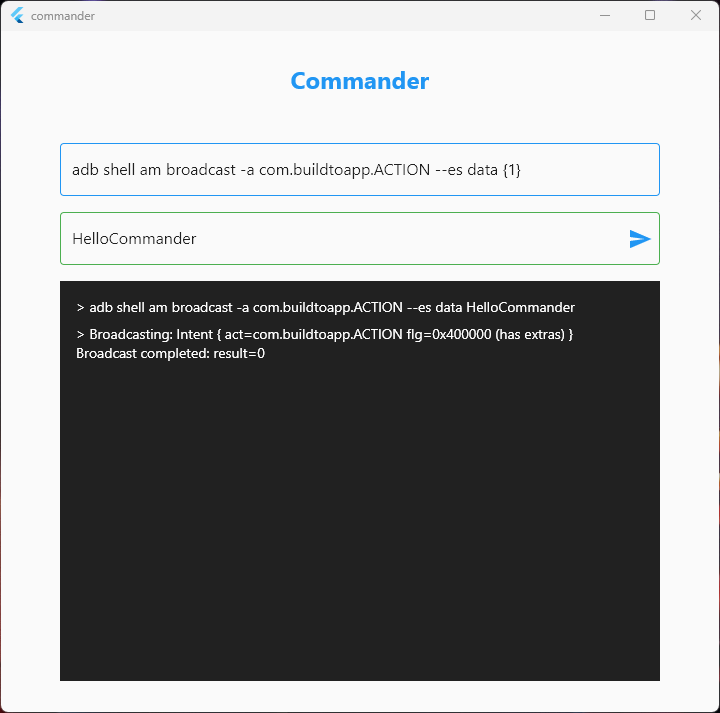 commander
Commander
adb shell am broadcast -a com.buildtoapp.ACTION --es data {1}
HelloCommander
> adb shell am broadcast -a com.buildtoapp.ACTION --es data HelloCommander
> Broadcasting: Intent { act=com.buildtoapp.ACTION flg=0x400000 (has extras) }
Broadcast completed: result=0